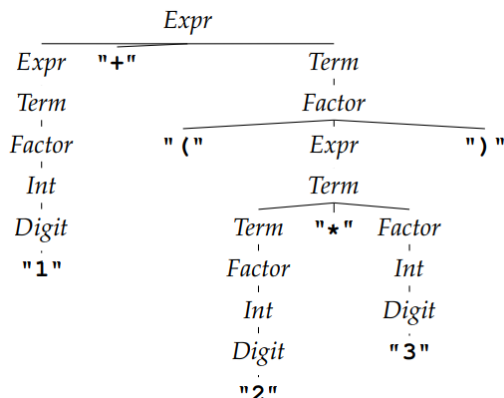 Expr
Expr "+" Term
Term Factor
Factor "(" Expr ")"
Int Term
Digit Term "*" Factor
"1" Factor Int
Int Digit
Digit "3"
"2"